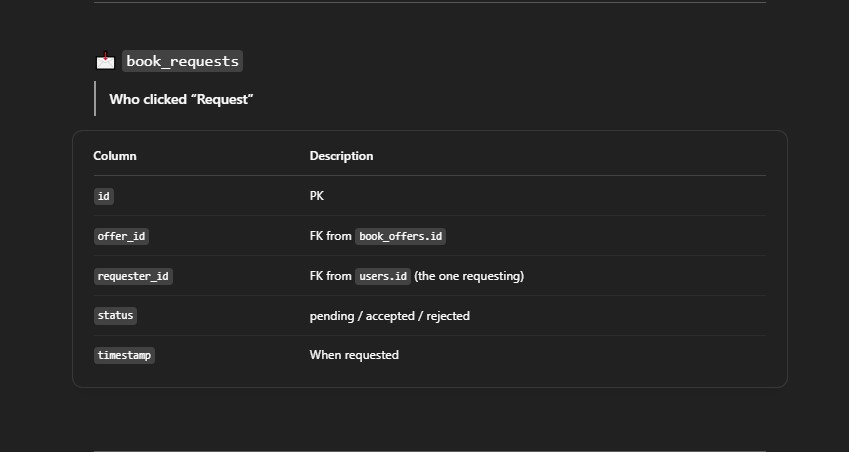 book_requests
Who clicked “Request”
Column Description
id PK
offer_id FK from book_offers.id
requester_id FK from users.id (the one requesting)
status pending / accepted / rejected
timestamp When requested